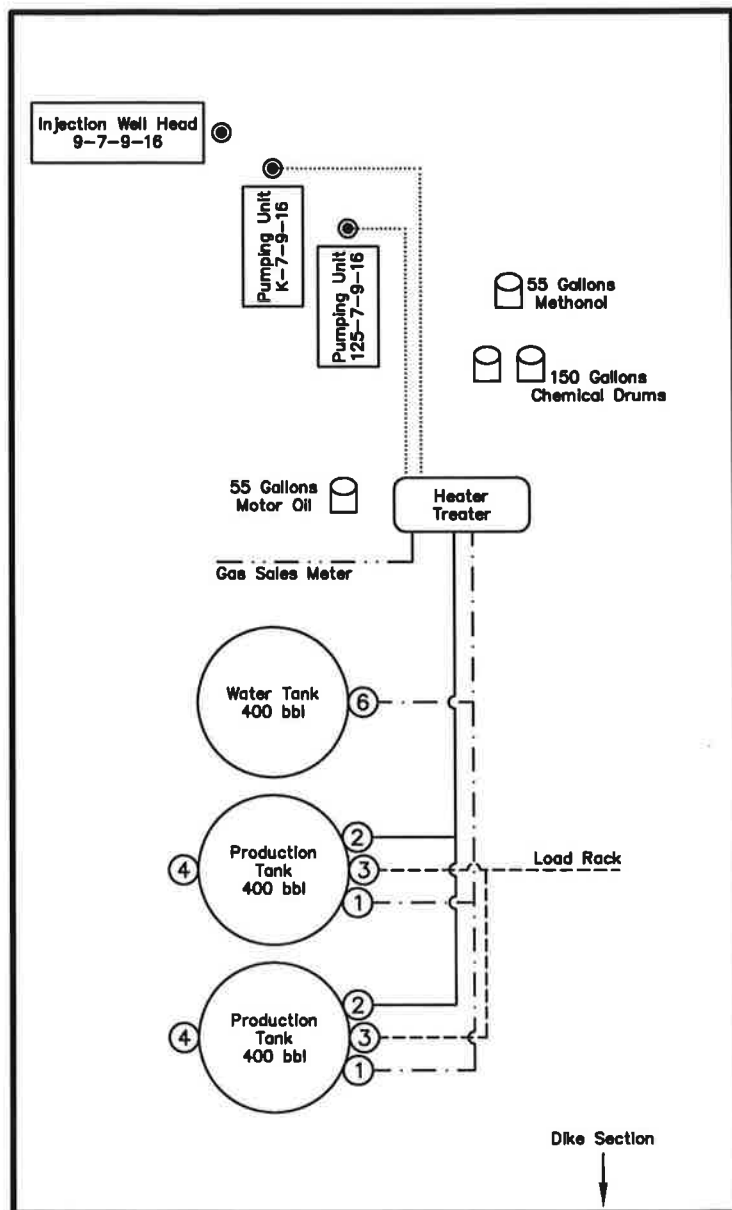 Injection Well Head
9-7-9-16
Pumping Unit
K-7-9-16
Pumping Unit
125-7-9-16
55 Gallons
Methonol
150 Gallons
Chemical Drums
55 Gallons
Motor Oil
Heater
Treater
Gas Sales Meter
Water Tank
400 bbl
6
Production
Tank
400 bbl
4
2
3
1
Load Rack
Production
Tank
400 bbl
4
2
3
1
Dike Section